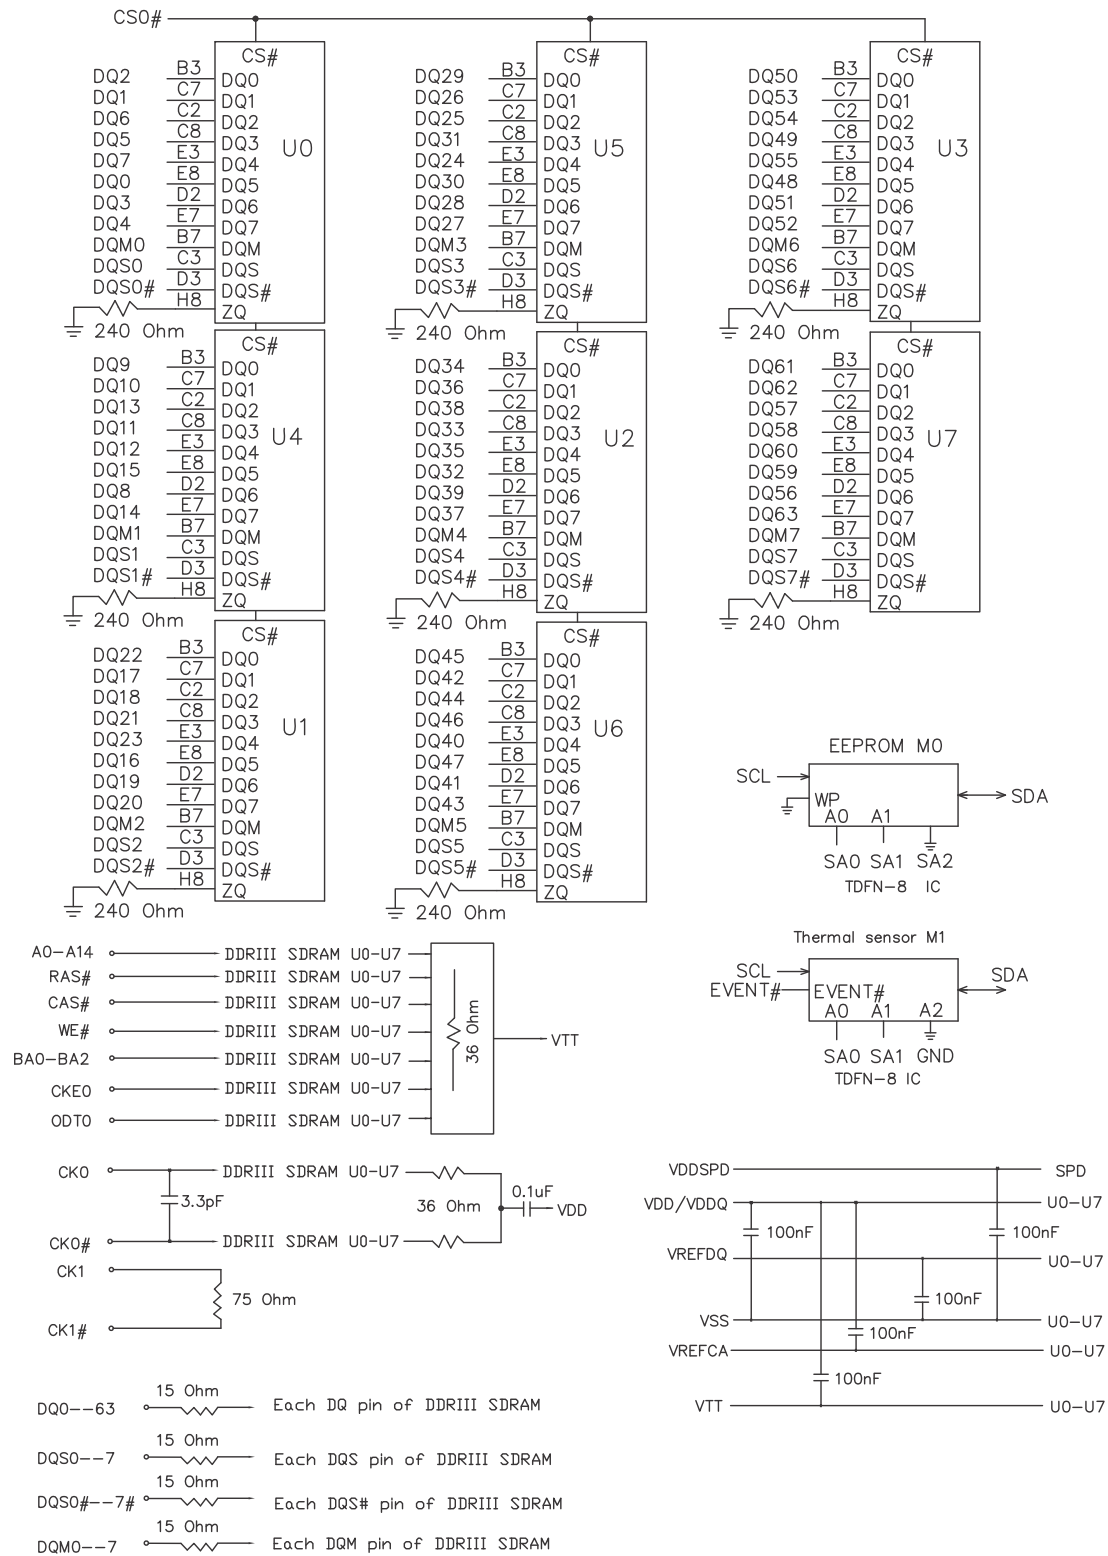 CS0#
CS#
DQ2 B3 DQ0
DQ1 C7 DQ1
DQ6 C2 DQ2
DQ5 C8 DQ3
U0
DQ7 E3 DQ4
DQ0 E8 DQ5
DQ3 D2 DQ6
DQ4 E7 DQ7
DQM0 B7 DQM
DQS0 C3 DQS
DQS0# D3 DQS#
H8 ZQ
240 Ohm
CS#
DQ9 B3 DQ0
DQ10 C7 DQ1
DQ13 C2 DQ2
DQ11 C8 DQ3
U4
DQ12 E3 DQ4
DQ15 E8 DQ5
DQ8 D2 DQ6
DQ14 E7 DQ7
DQM1 B7 DQM
DQS1 C3 DQS
DQS1# D3 DQS#
H8 ZQ
240 Ohm
CS#
DQ22 B3 DQ0
DQ17 C7 DQ1
DQ18 C2 DQ2
DQ21 C8 DQ3
U1
DQ23 E3 DQ4
DQ16 E8 DQ5
DQ19 D2 DQ6
DQ20 E7 DQ7
DQM2 B7 DQM
DQS2 C3 DQS
DQS2# D3 DQS#
H8 ZQ
240 Ohm
CS#
DQ29 B3 DQ0
DQ26 C7 DQ1
DQ25 C2 DQ2
DQ31 C8 DQ3
U5
DQ24 E3 DQ4
DQ30 E8 DQ5
DQ28 D2 DQ6
DQ27 E7 DQ7
DQM3 B7 DQM
DQS3 C3 DQS
DQS3# D3 DQS#
H8 ZQ
240 Ohm
CS#
DQ34 B3 DQ0
DQ36 C7 DQ1
DQ38 C2 DQ2
DQ33 C8 DQ3
U2
DQ35 E3 DQ4
DQ32 E8 DQ5
DQ39 D2 DQ6
DQ37 E7 DQ7
DQM4 B7 DQM
DQS4 C3 DQS
DQS4# D3 DQS#
H8 ZQ
240 Ohm
CS#
DQ45 B3 DQ0
DQ42 C7 DQ1
DQ44 C2 DQ2
DQ46 C8 DQ3
U6
DQ40 E3 DQ4
DQ47 E8 DQ5
DQ41 D2 DQ6
DQ43 E7 DQ7
DQM5 B7 DQM
DQS5 C3 DQS
DQS5# D3 DQS#
H8 ZQ
240 Ohm
CS#
DQ50 B3 DQ0
DQ53 C7 DQ1
DQ54 C2 DQ2
DQ49 C8 DQ3
U3
DQ55 E3 DQ4
DQ48 E8 DQ5
DQ51 D2 DQ6
DQ52 E7 DQ7
DQM6 B7 DQM
DQS6 C3 DQS
DQS6# D3 DQS#
H8 ZQ
240 Ohm
CS#
DQ61 B3 DQ0
DQ62 C7 DQ1
DQ57 C2 DQ2
DQ58 C8 DQ3
U7
DQ60 E3 DQ4
DQ59 E8 DQ5
DQ56 D2 DQ6
DQ63 E7 DQ7
DQM7 B7 DQM
DQS7 C3 DQS
DQS7# D3 DQS#
H8 ZQ
240 Ohm
EEPROM M0
SCL
WP
SDA
A0 A1
SA0 SA1 SA2
TDFN-8 IC
Thermal sensor M1
SCL
SDA
EVENT# EVENT#
A0 A1 A2
SA0 SA1 GND
TDFN-8 IC
A0-A14 DDRIII SDRAM U0-U7
RAS# DDRIII SDRAM U0-U7
CAS# DDRIII SDRAM U0-U7
WE# DDRIII SDRAM U0-U7
BA0-BA2 DDRIII SDRAM U0-U7
CKE0 DDRIII SDRAM U0-U7
ODT0 DDRIII SDRAM U0-U7
36 Ohm
VTT
CK0 DDRIII SDRAM U0-U7
3.3pF
36 Ohm
0.1uF
VDD
CK0# DDRIII SDRAM U0-U7
CK1
75 Ohm
CK1#
VDDSPD SPD
VDD/VDDQ U0-U7
100nF 100nF
VREFDQ U0-U7
100nF
VSS U0-U7
100nF
VREFCA U0-U7
100nF
VTT U0-U7
15 Ohm
DQ0--63 Each DQ pin of DDRIII SDRAM
15 Ohm
DQS0--7 Each DQS pin of DDRIII SDRAM
15 Ohm
DQS0#--7# Each DQS# pin of DDRIII SDRAM
15 Ohm
DQM0--7 Each DQM pin of DDRIII SDRAM